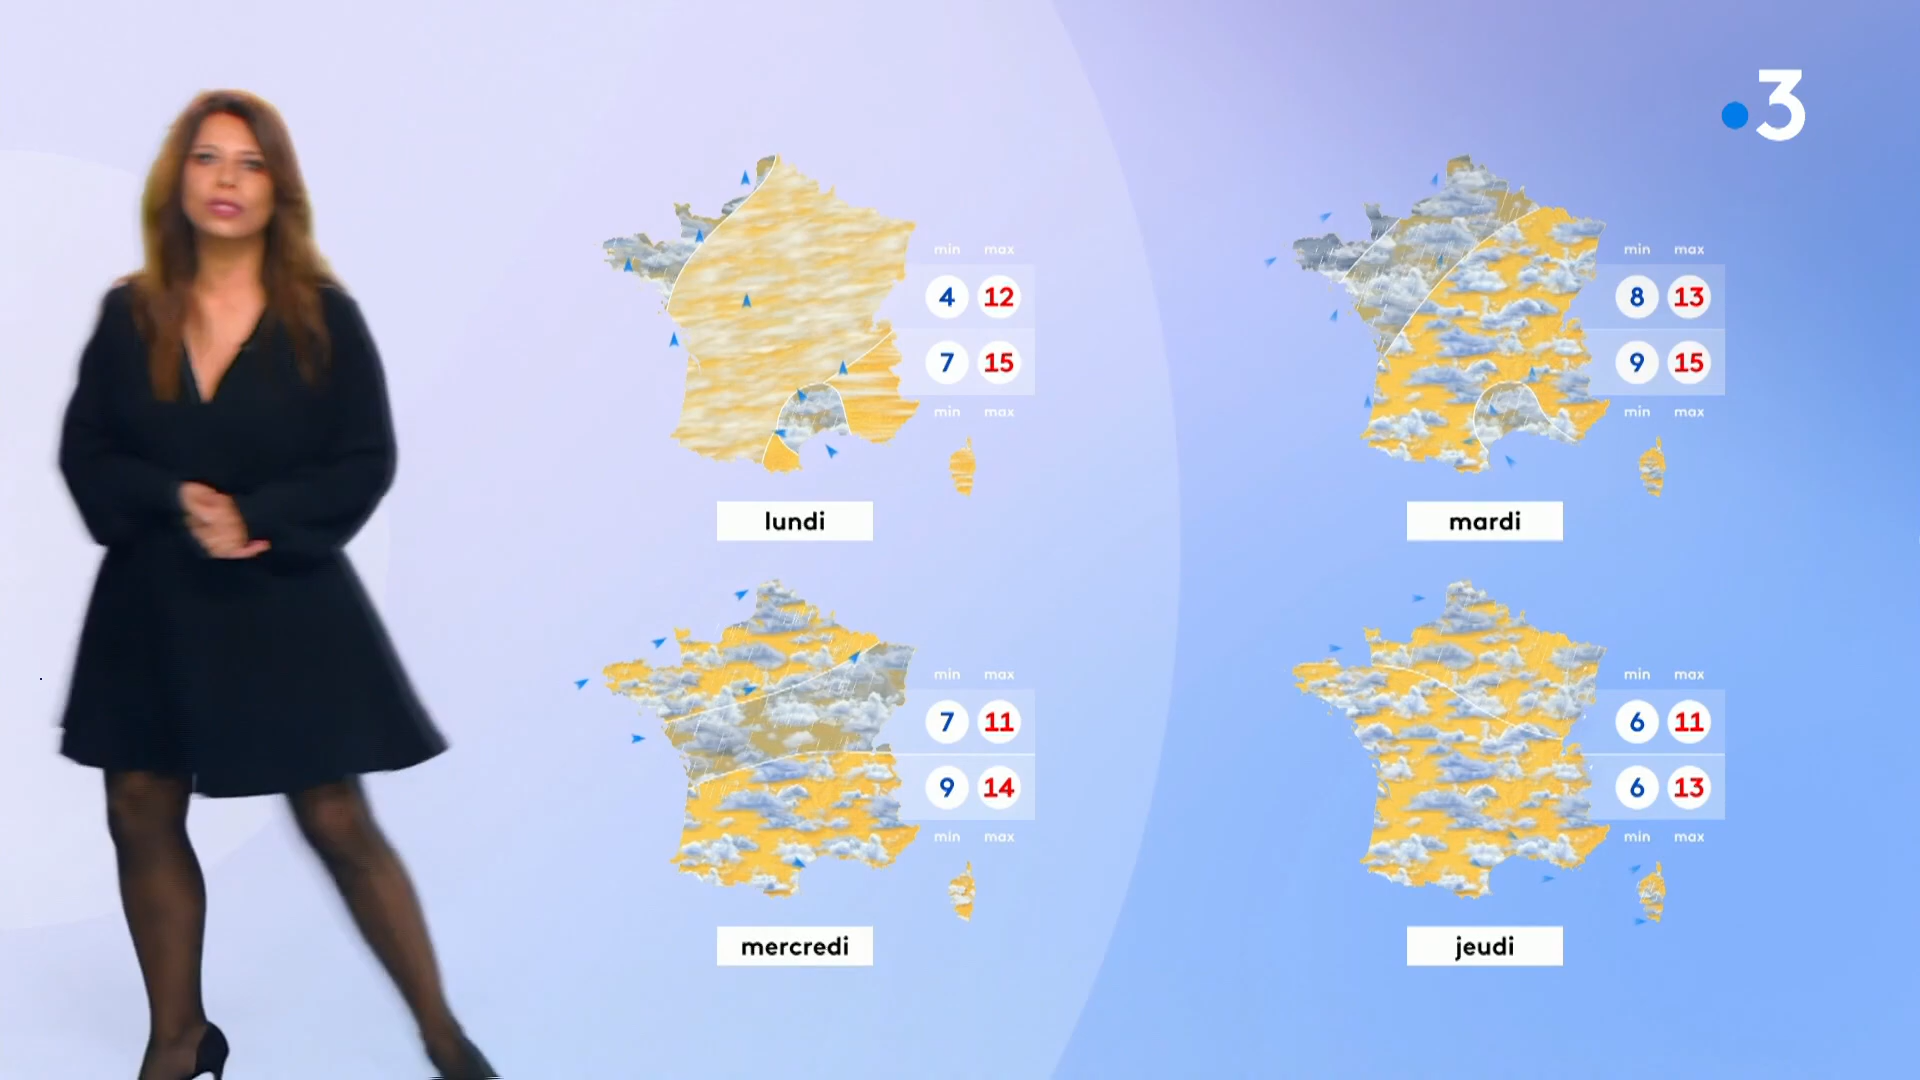 3
min max
4 12
7 15
min max
lundi
min max
8 13
9 15
min max
mardi
min max
7 11
9 14
min max
mercredi
min max
6 11
6 13
min max
jeudi